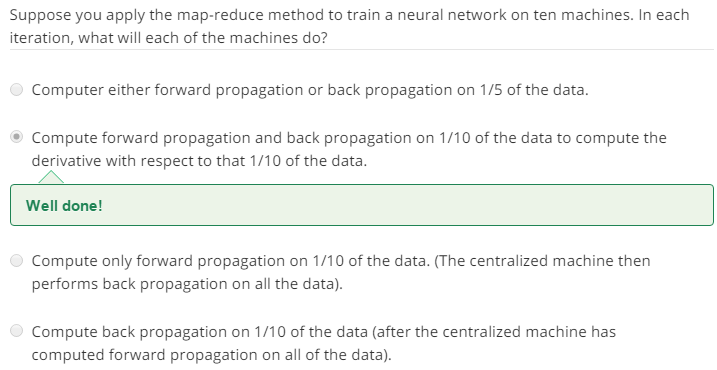 Suppose you apply the map-reduce method to train a neural network on ten machines. In each
iteration, what will each of the machines do?
Computer either forward propagation or back propagation on 1/5 of the data.
Compute forward propagation and back propagation on 1/10 of the data to compute the
derivative with respect to that 1/10 of the data.
Well done!
Compute only forward propagation on 1/10 of the data. (The centralized machine then
performs back propagation on all the data).
Compute back propagation on 1/10 of the data (after the centralized machine has
computed forward propagation on all of the data).